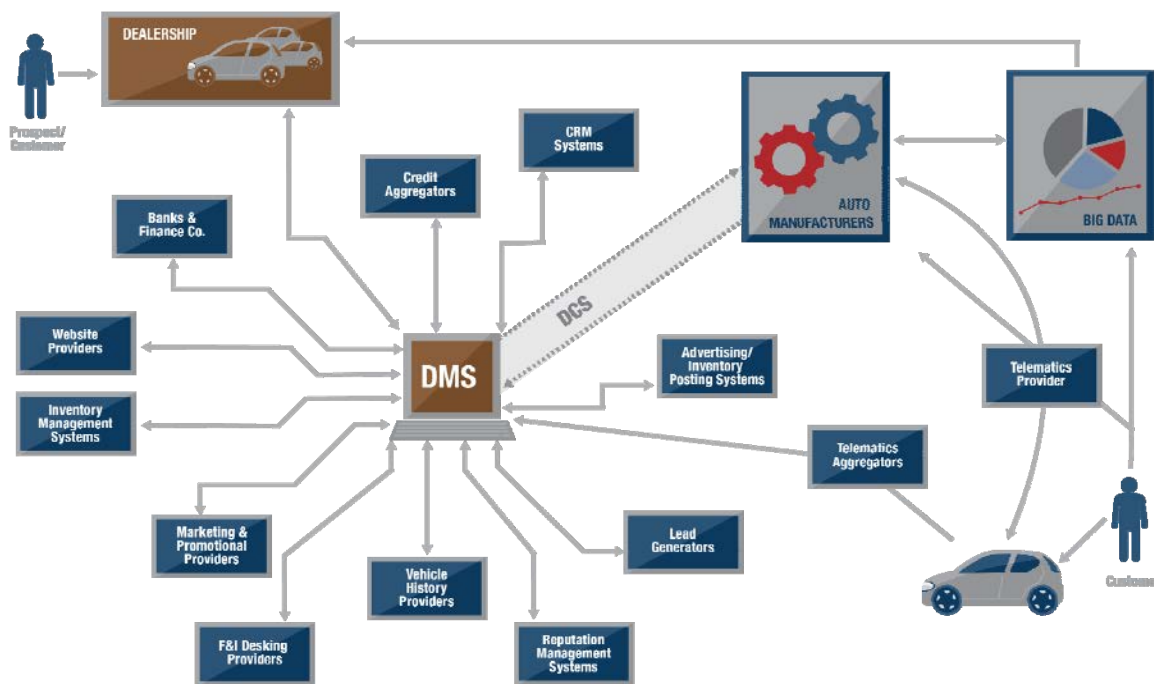 DEALERSHIP
Prospect/
Customer
CRM
Systems
Credit
Aggregators
AUTO
MANUFACTURERS
BIG DATA
Banks &
Finance Co.
DCS
Website
Providers
DMS
Advertising/
Inventory
Posting Systems
Telematics
Provider
Inventory
Management
Systems
Telematics
Aggregators
Marketing &
Promotional
Providers
Lead
Generators
Vehicle
History
Providers
Custome
F&I Desking
Providers
Reputation
Management
Systems